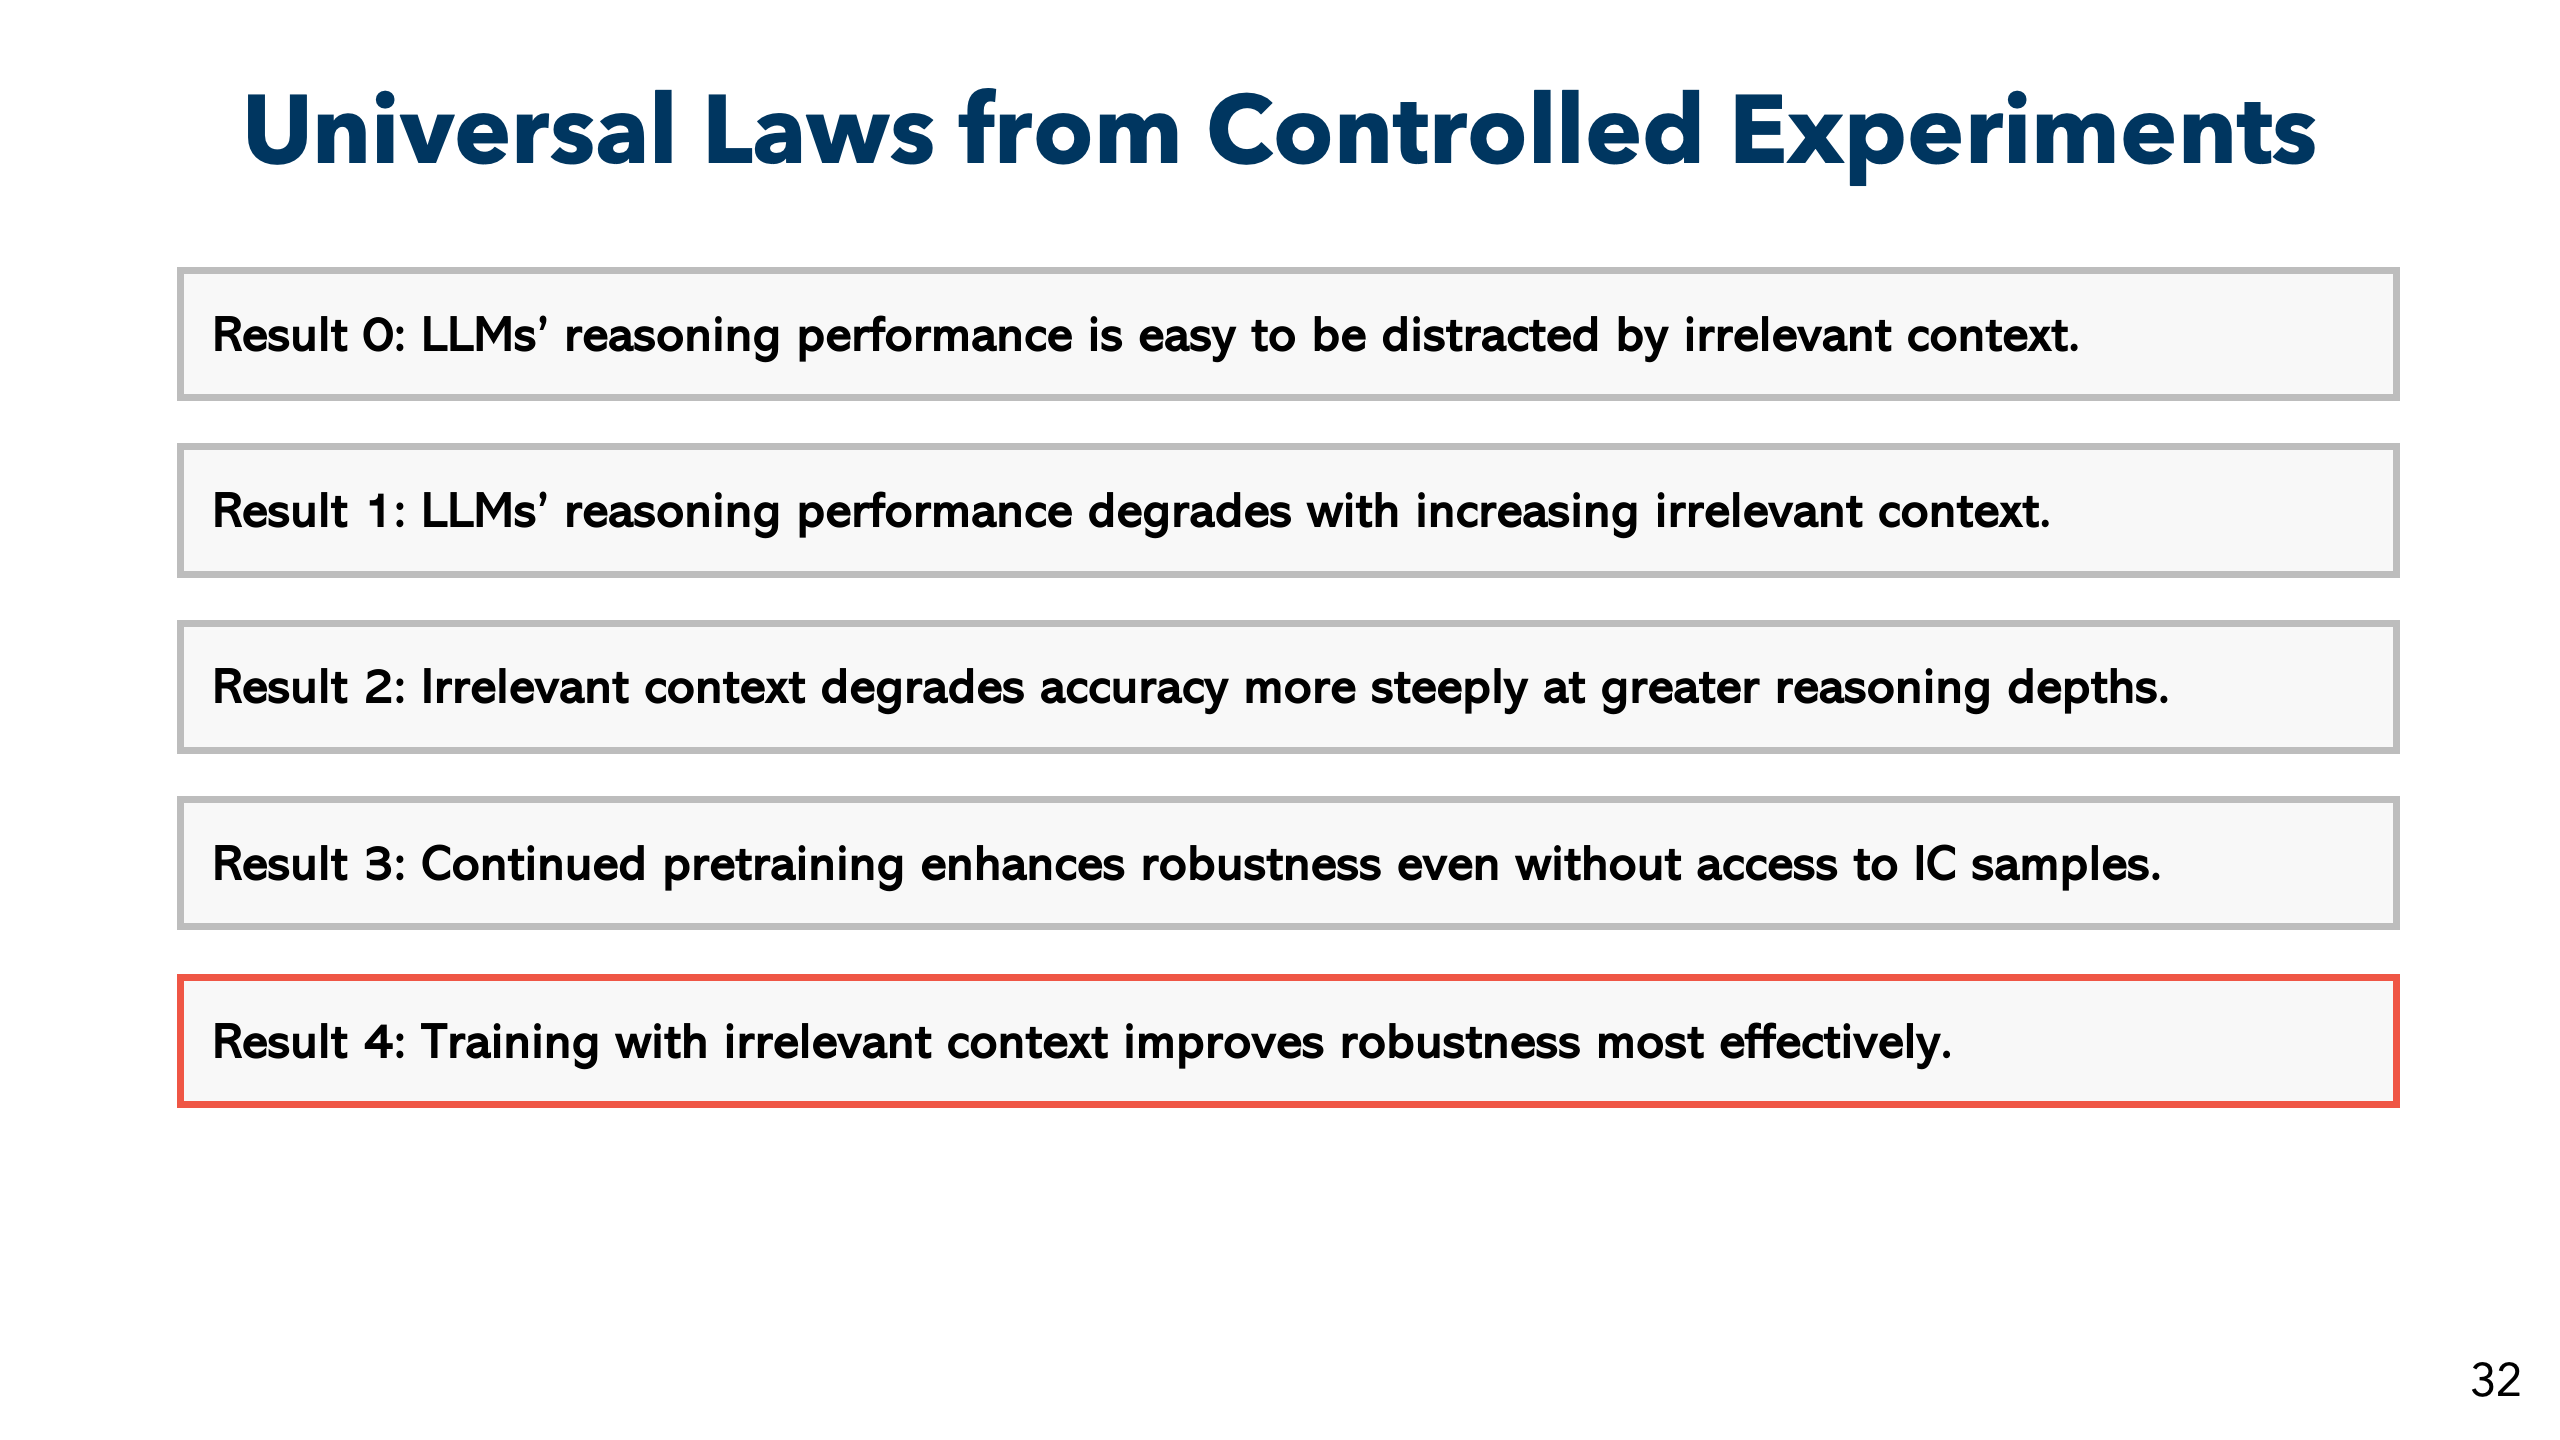 Universal Laws from Controlled Experiments
Result 0: LLMs’ reasoning performance is easy to be distracted by irrelevant context.
Result 1: LLMs’ reasoning performance degrades with increasing irrelevant context.
Result 2: Irrelevant context degrades accuracy more steeply at greater reasoning depths.
Result 3: Continued pretraining enhances robustness even without access to IC samples.
Result 4: Training with irrelevant context improves robustness most effectively.
32